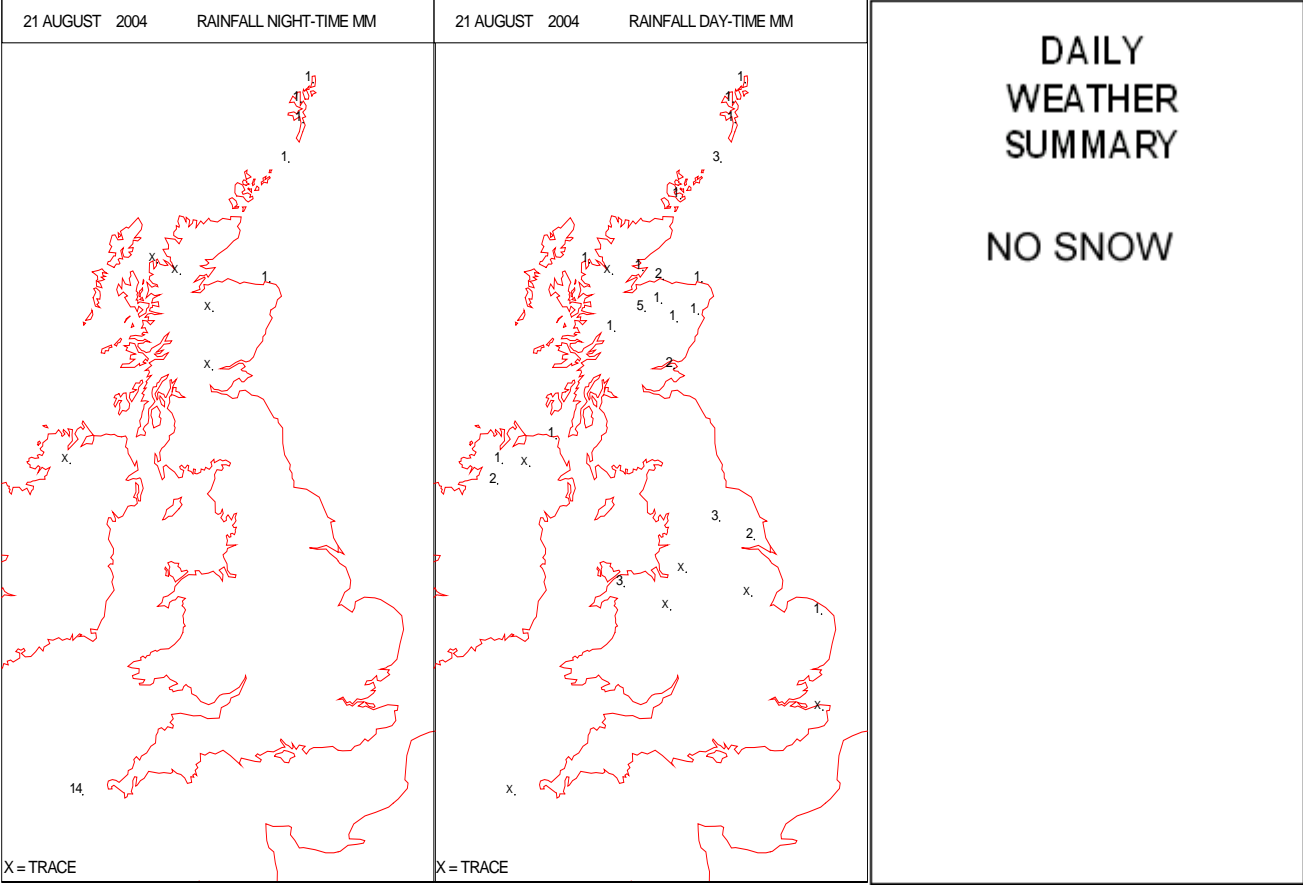 21 AUGUST 2004 RAINFALL NIGHT-TIME MM
1.
1.
1.
1.
x.
x.
1.
x.
x.
x.
14.
X = TRACE
21 AUGUST 2004 RAINFALL DAY-TIME MM
1.
1.
1.
3.
1.
1.
x.
1.
2.
1.
5.
1.
1.
1.
1.
2.
1.
1.
x.
2.
3.
2.
x.
3.
x.
x.
1.
x.
x.
X = TRACE
DAILY
WEATHER
SUMMARY
NO SNOW